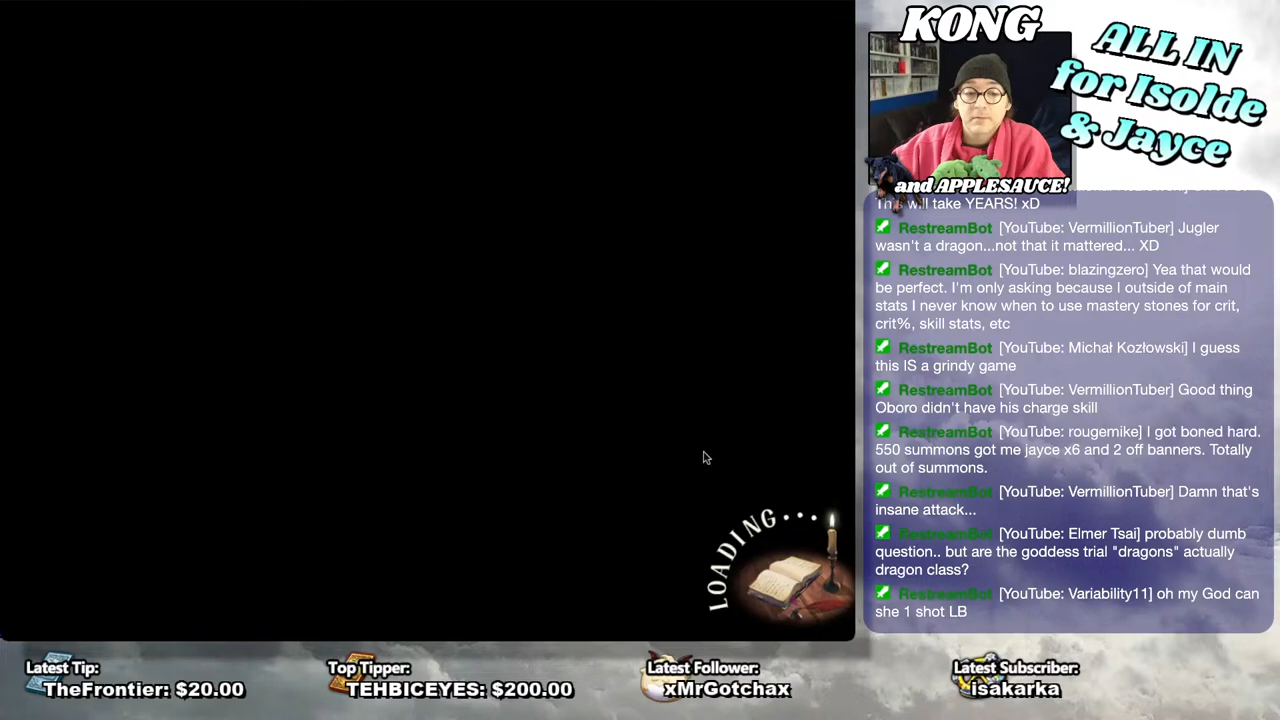 KONG
ALL IN
for Isolde
& Jayce
and APPLESAUCE!
This will take YEARS! xD
RestreamBot [YouTube: VermillionTuber] Jugler
wasn't a dragon...not that it mattered... XD
RestreamBot [YouTube: blazingzero] Yea that would
be perfect. I'm only asking because I outside of main
stats I never know when to use mastery stones for crit,
crit%, skill stats, etc
RestreamBot [YouTube: Michał Kozłowski] I guess
this IS a grindy game
RestreamBot [YouTube: VermillionTuber] Good thing
Oboro didn't have his charge skill
RestreamBot [YouTube: rougemike] I got boned hard.
550 summons got me jayce x6 and 2 off banners. Totally
out of summons.
RestreamBot [YouTube: VermillionTuber] Damn that's
insane attack...
RestreamBot [YouTube: Elmer Tsai] probably dumb
question.. but are the goddess trial "dragons" actually
dragon class?
RestreamBot [YouTube: Variability11] oh my God can
she 1 shot LB
LOADING...
Latest Tip:
TheFrontier: $20.00
Top Tipper:
TEHBICEYES: $200.00
Latest Follower:
xMrGotchax
Latest Subscriber:
isakarka